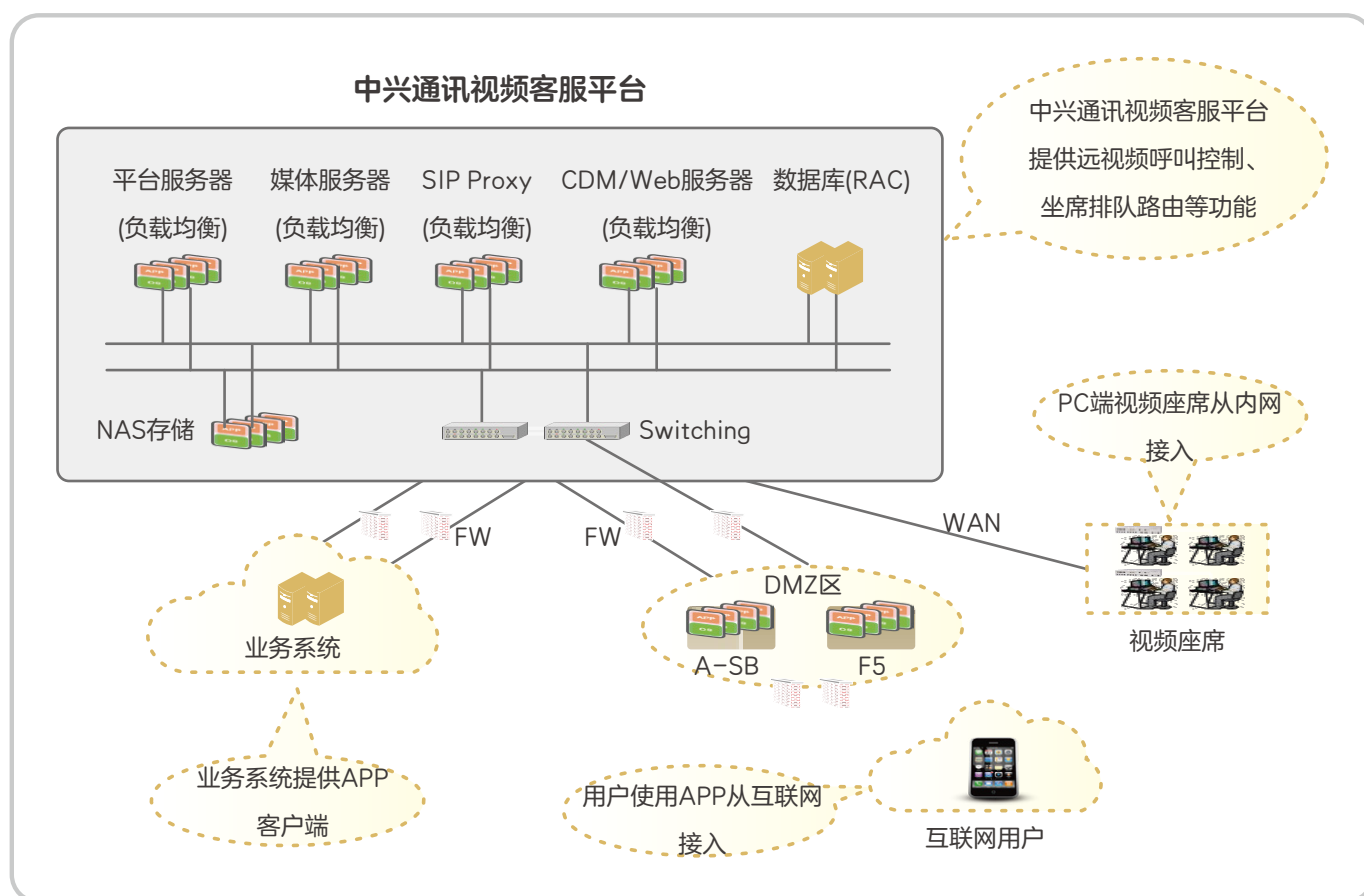 中兴通讯视频客服平台
中兴通讯视频客服平台
提供远视频呼叫控制、
坐席排队路由等功能
平台服务器
(负载均衡)
媒体服务器
(负载均衡)
SIP Proxy
(负载均衡)
CDM/Web服务器
(负载均衡)
数据库(RAC)
NAS存储
Switching
PC端视频座席从内网
接入
FW
FW
WAN
DMZ区
业务系统
A-SB
F5
视频座席
业务系统提供APP
客户端
用户使用APP从互联网
接入
互联网用户